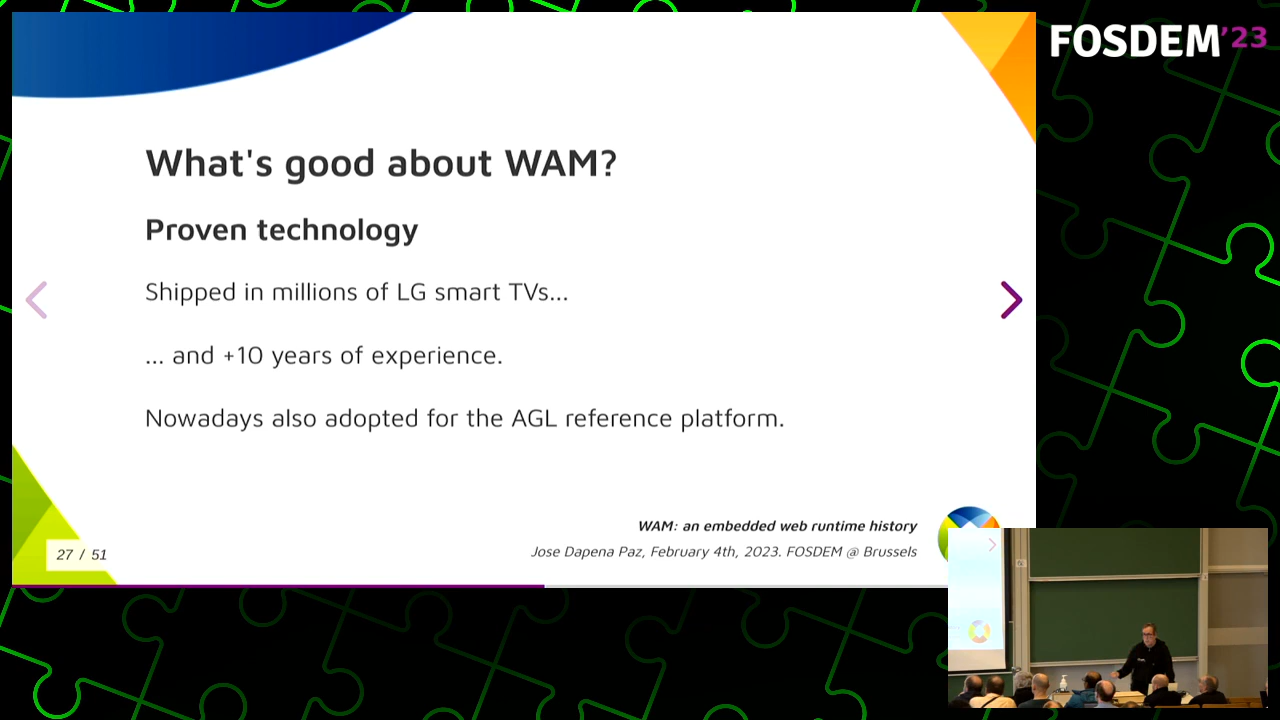 FOSDEM'23
What's good about WAM?
Proven technology
Shipped in millions of LG smart TVs...
... and +10 years of experience.
Nowadays also adopted for the AGL reference platform.
WAM: an embedded web runtime history
Jose Dapena Paz, February 4th, 2023. FOSDEM @ Brussels
27 / 51